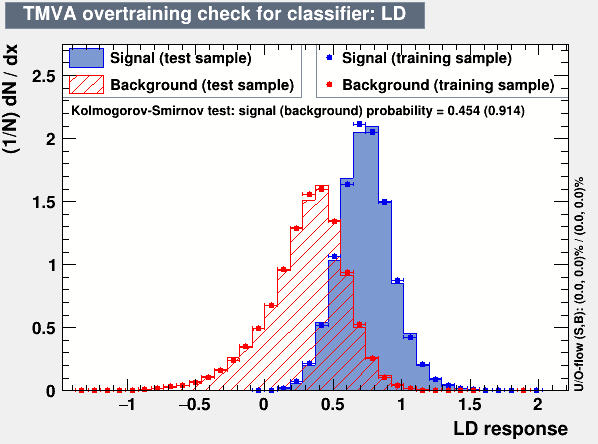 TMVA overtraining check for classifier: LD
(1/N) dN / dx
Signal (test sample)
Background (test sample)
Signal (training sample)
Background (training sample)
Kolmogorov-Smirnov test: signal (background) probability = 0.454 (0.914)
2.5
2
1.5
1
0.5
0
−1
−0.5
0
0.5
1
1.5
2
LD response
U/O-flow (S,B): (0.0, 0.0)% / (0.0, 0.0)%